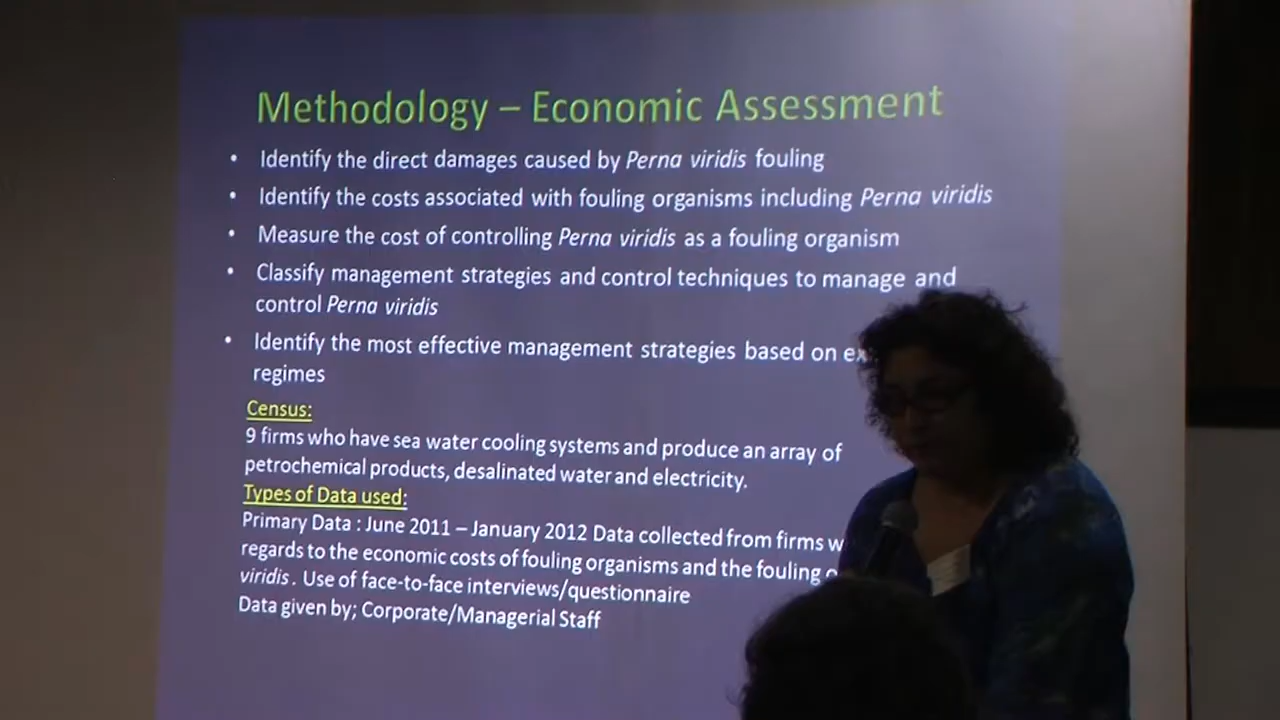 Methodology – Economic Assessment
• Identify the direct damages caused by Perna viridis fouling
• Identify the costs associated with fouling organisms including Perna viridis
• Measure the cost of controlling Perna viridis as a fouling organism
• Classify management strategies and control techniques to manage and
control Perna viridis
• Identify the most effective management strategies based on
regimes
Census:
9 firms who have sea water cooling systems and produce an array of
petrochemical products, desalinated water and electricity.
Types of Data used:
Primary Data : June 2011 – January 2012 Data collected from firms
regards to the economic costs of fouling organisms and the fouling
viridis. Use of face-to-face interviews/questionnaire
Data given by; Corporate/Managerial Staff